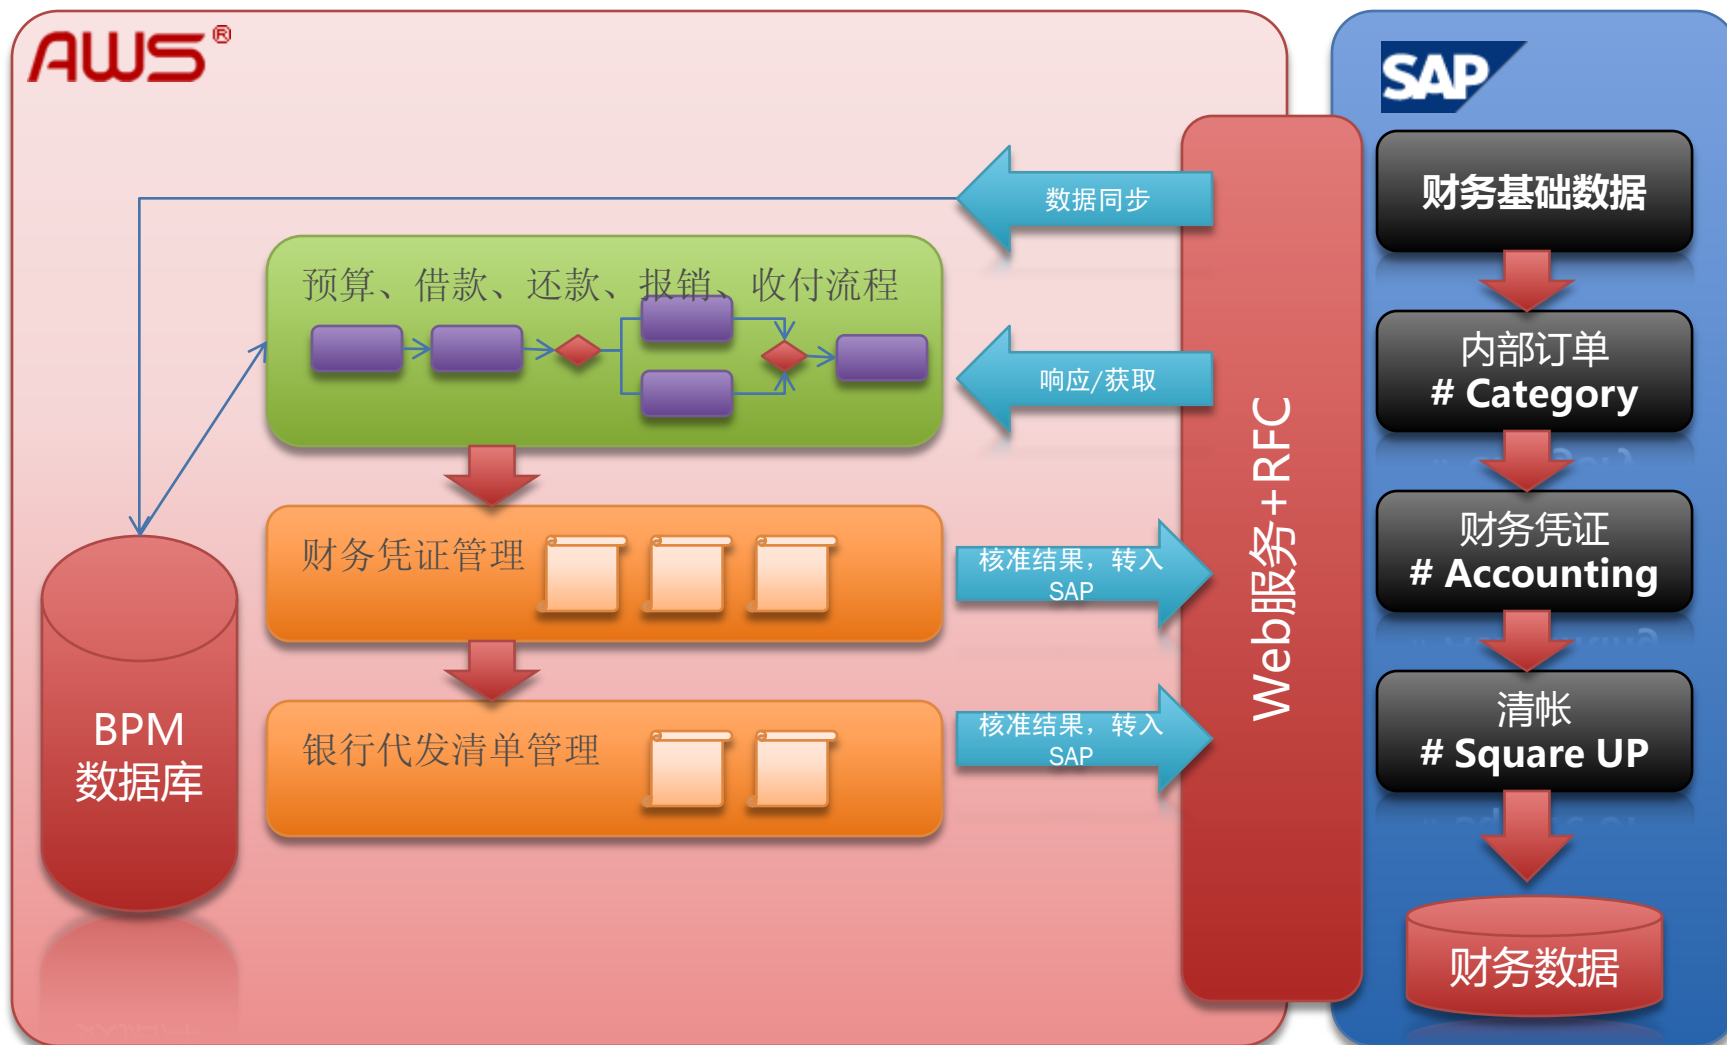 AWS®
SAP
财务基础数据
数据同步
预算、借款、还款、报销、收付流程
内部订单
# Category
响应/获取
Web服务+RFC
财务凭证管理
核准结果，转入
SAP
财务凭证
# Accounting
BPM
数据库
银行代发清单管理
核准结果，转入
SAP
清帐
# Square UP
财务数据